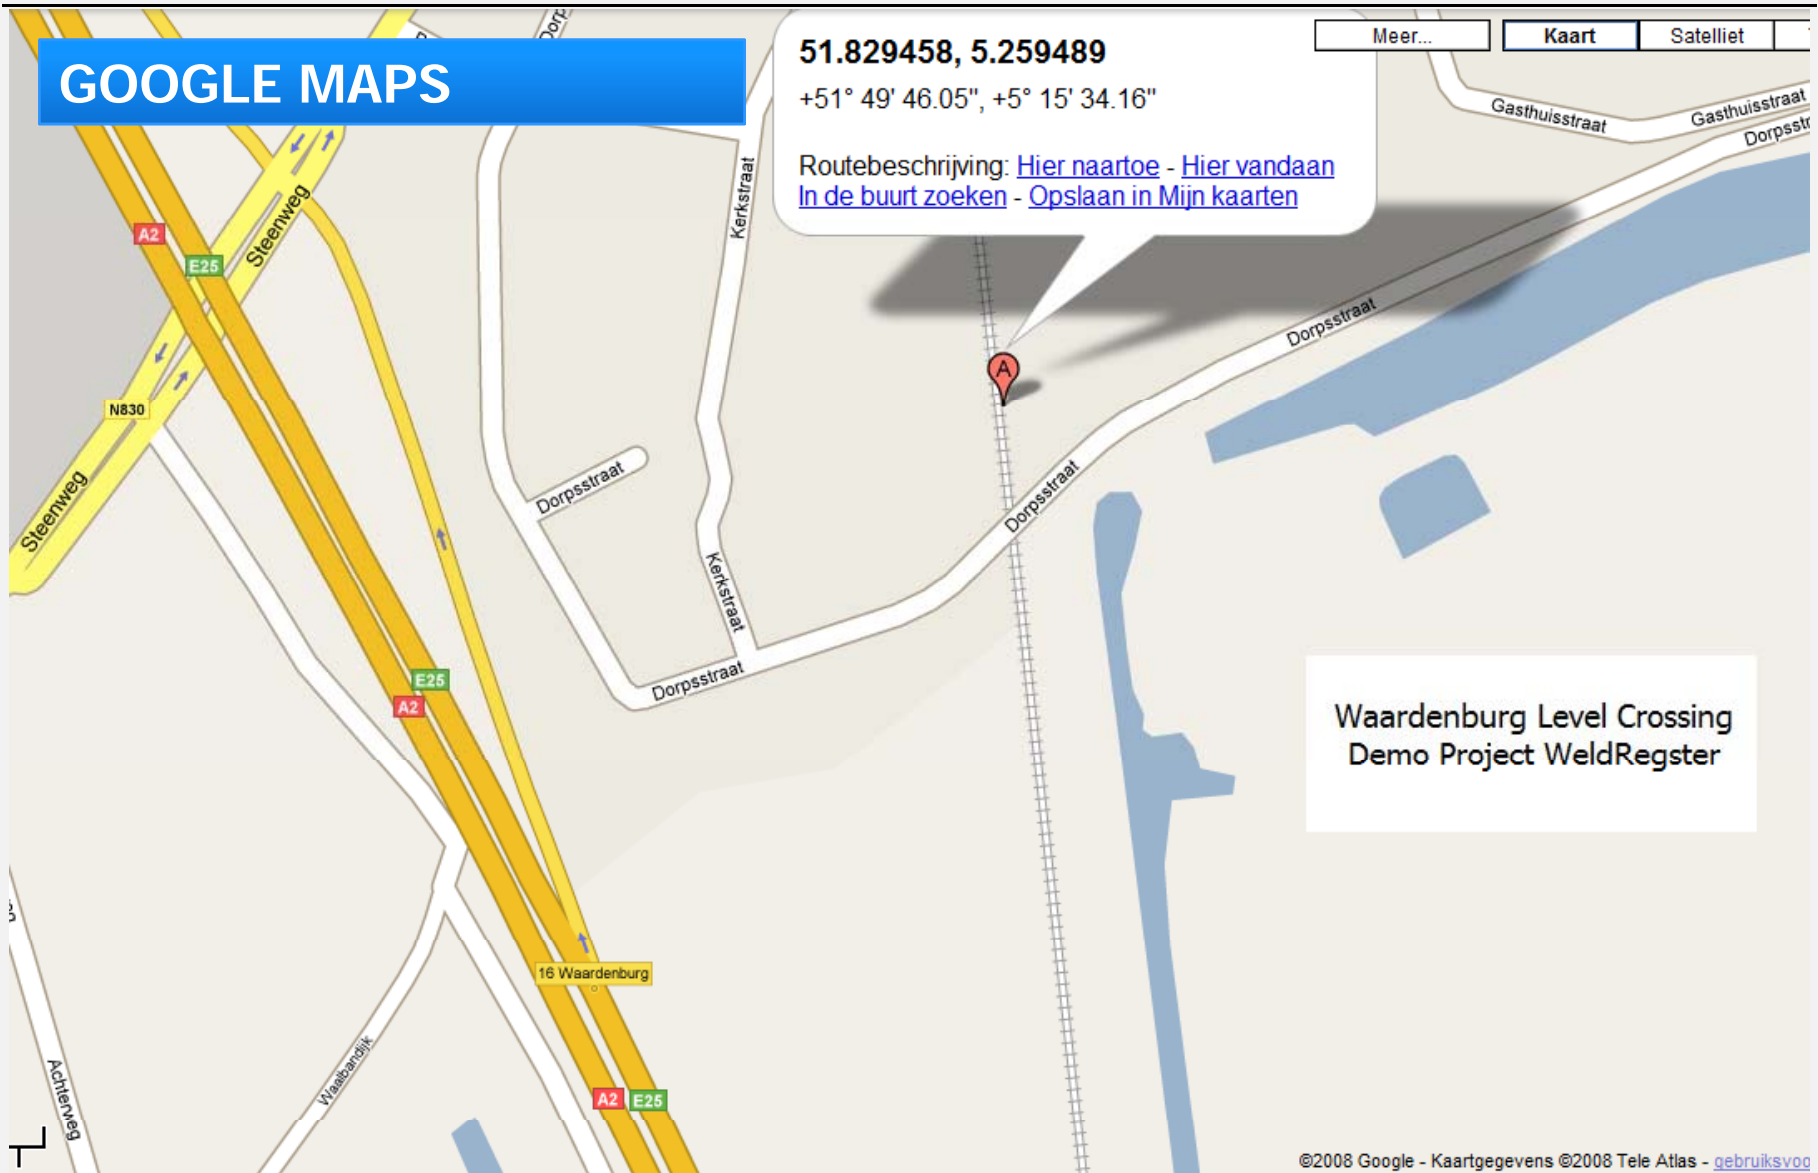 GOOGLE MAPS
51.829458, 5.259489
+51° 49' 46.05", +5° 15' 34.16"
Routebeschrijving: Hier naartoe - Hier vandaan
In de buurt zoeken - Opslaan in Mijn kaarten
Meer...
Kaart
Satelliet
Gasthuisstraat
Gasthuisstraat
Kerkstraat
Steenweg
A2
E25
Dorpsstraat
N830
Dorpsstraat
Dorpsstraat
Steenweg
Kerkstraat
Dorpsstraat
A
E25
A2
Waardenburg Level Crossing
Demo Project WeldRegster
16 Waardenburg
Waalbandijk
Achterweg
A2
E25
©2008 Google - Kaartgegevens ©2008 Tele Atlas -